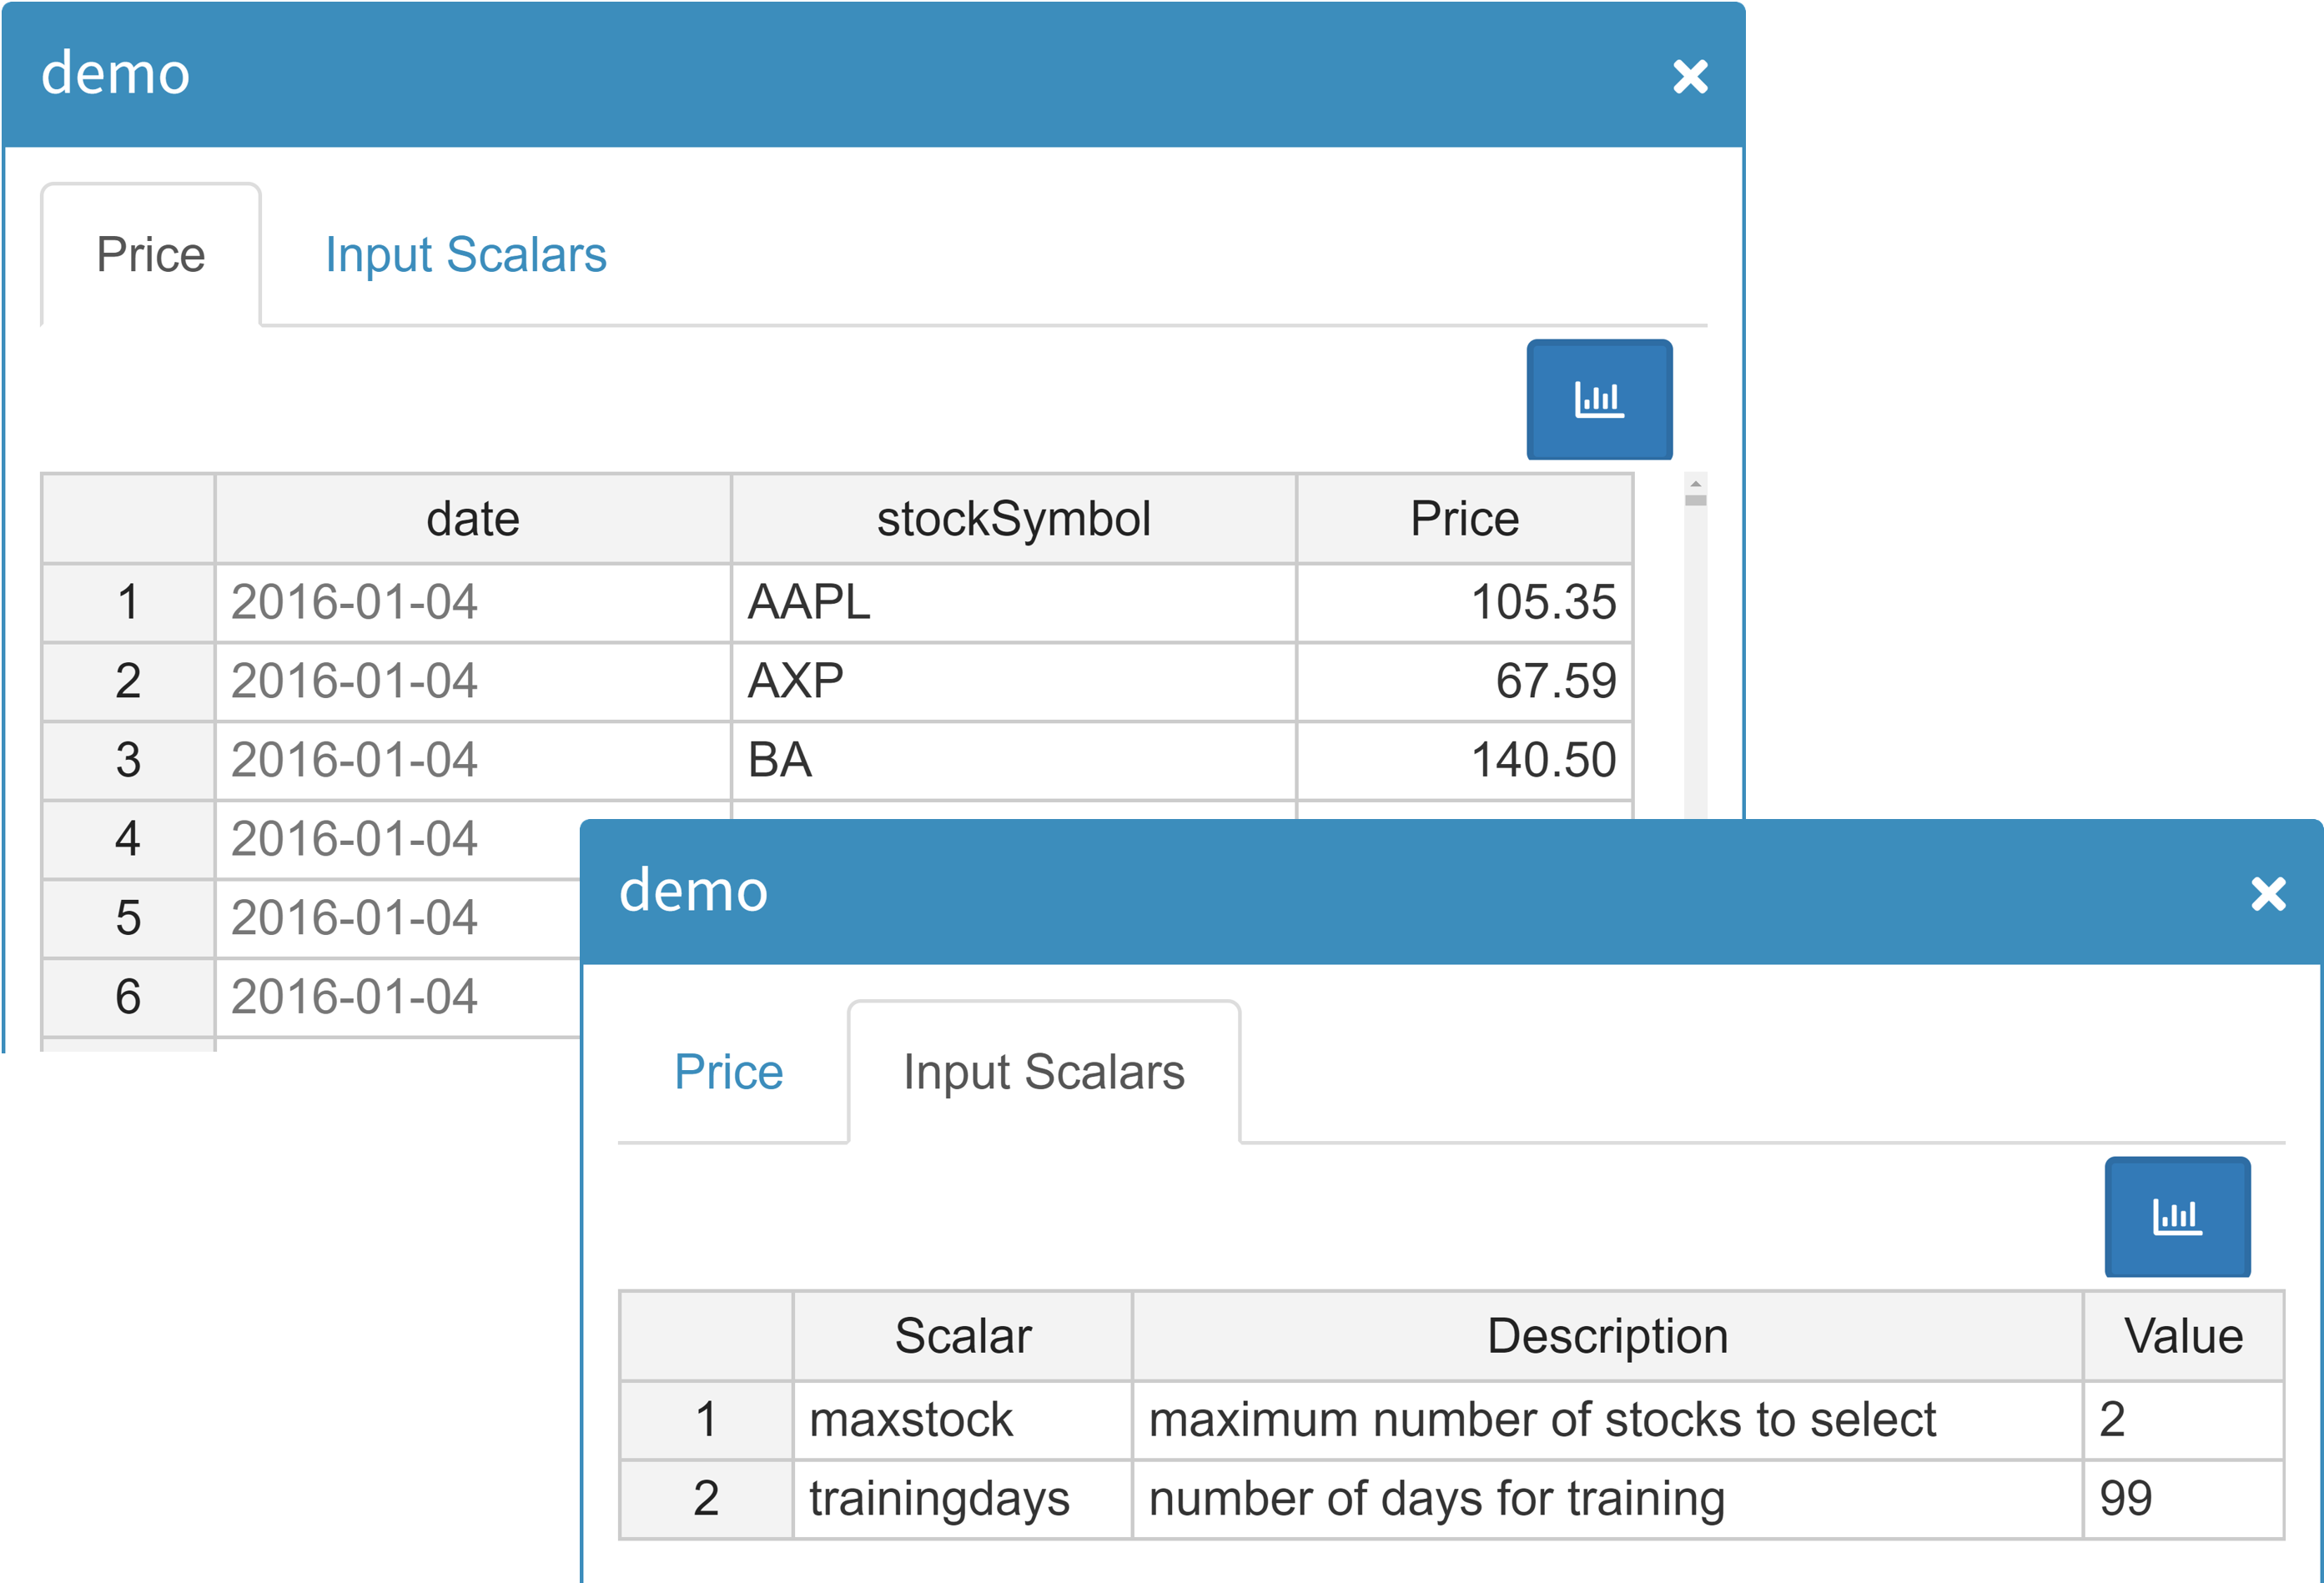 demo
Price Input Scalars
date stockSymbol Price
1 2016-01-04 AAPL 105.35
2 2016-01-04 AXP 67.59
3 2016-01-04 BA 140.50
4 2016-01-04
5 2016-01-04
6 2016-01-04
demo
Price Input Scalars
Scalar Description Value
1 maxstock maximum number of stocks to select 2
2 trainingdays number of days for training 99